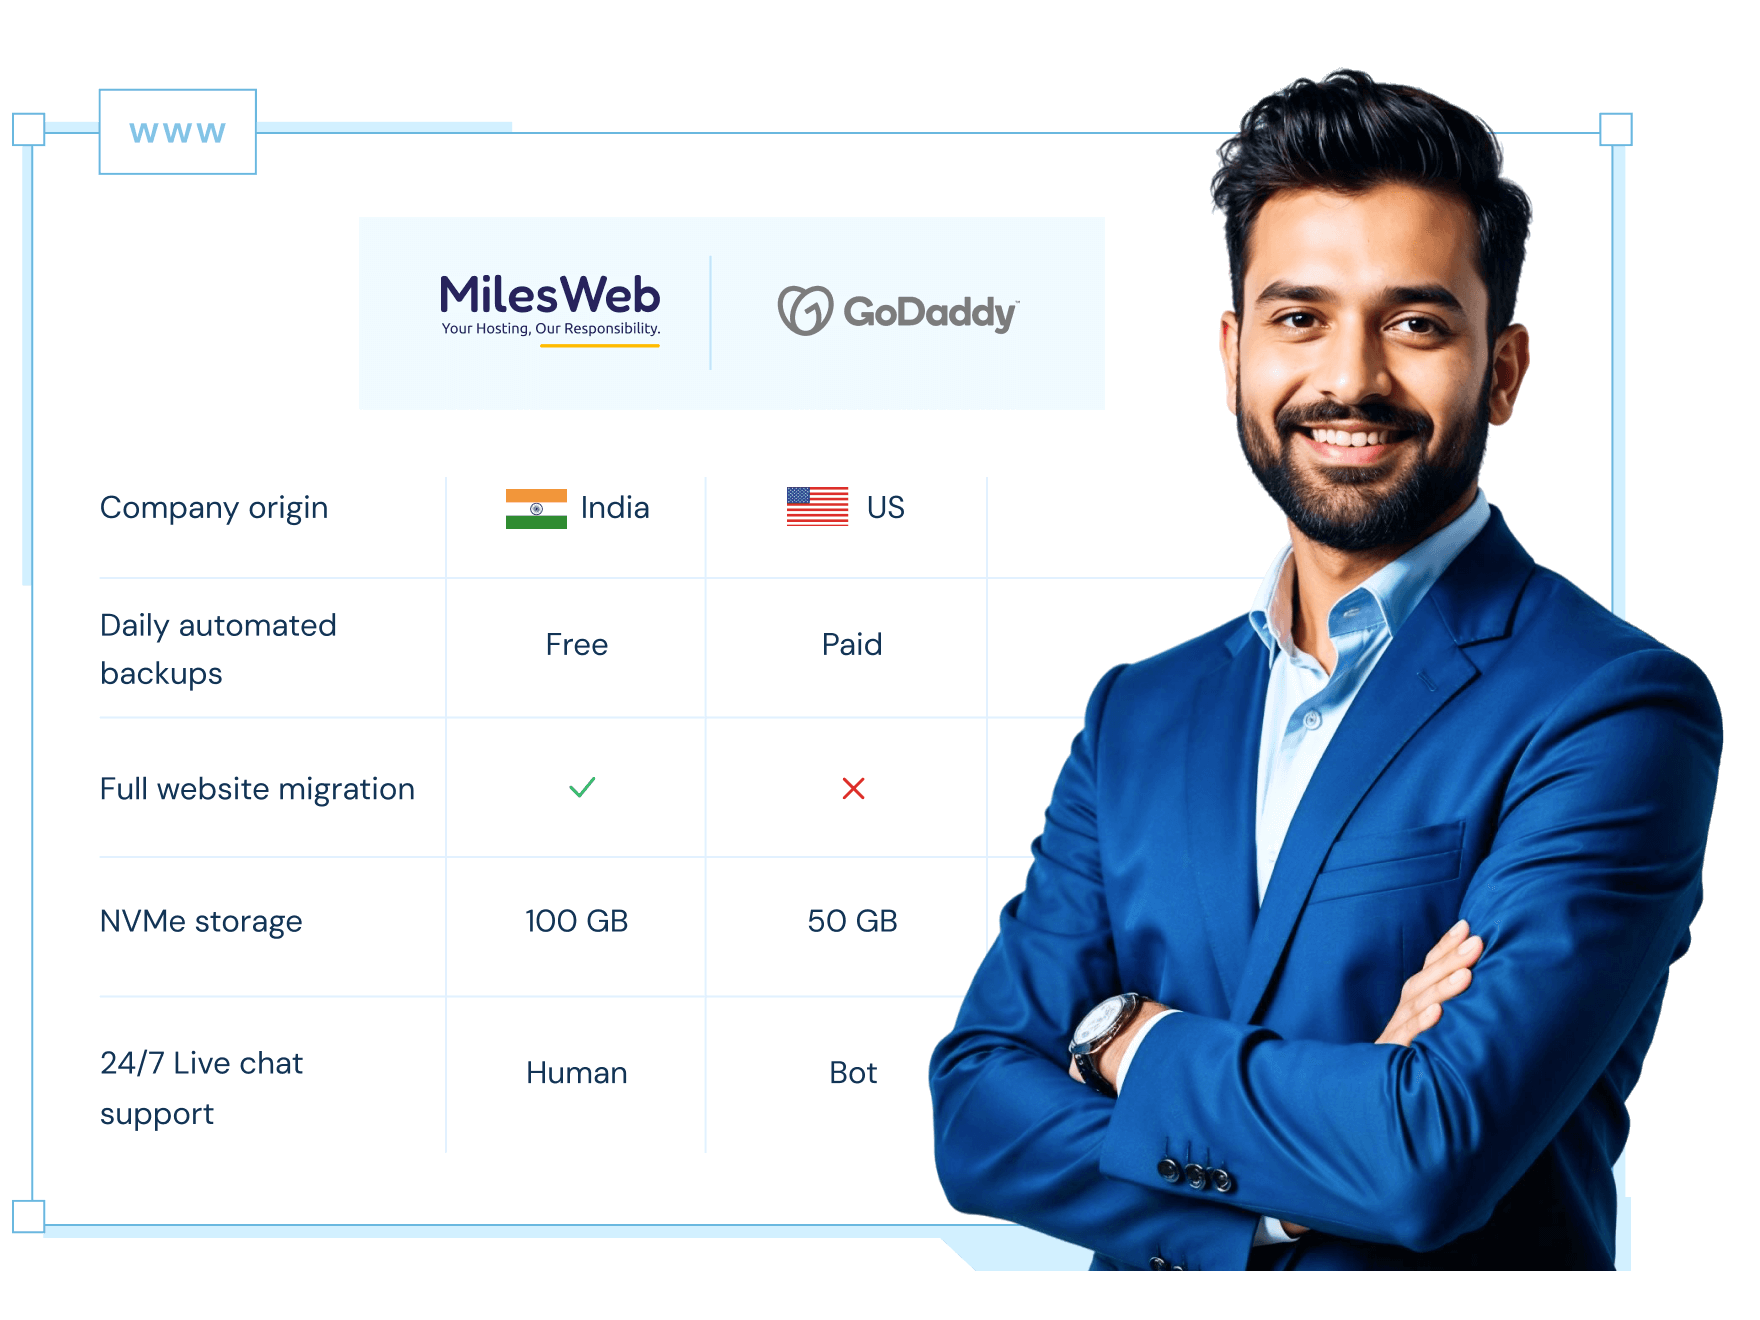 www
MilesWeb
Your Hosting, Our Responsibility.
GoDaddy™
Company origin India US
Daily automated
backups
Free Paid
Full website migration
NVMe storage 100 GB 50 GB
24/7 Live chat
support
Human Bot